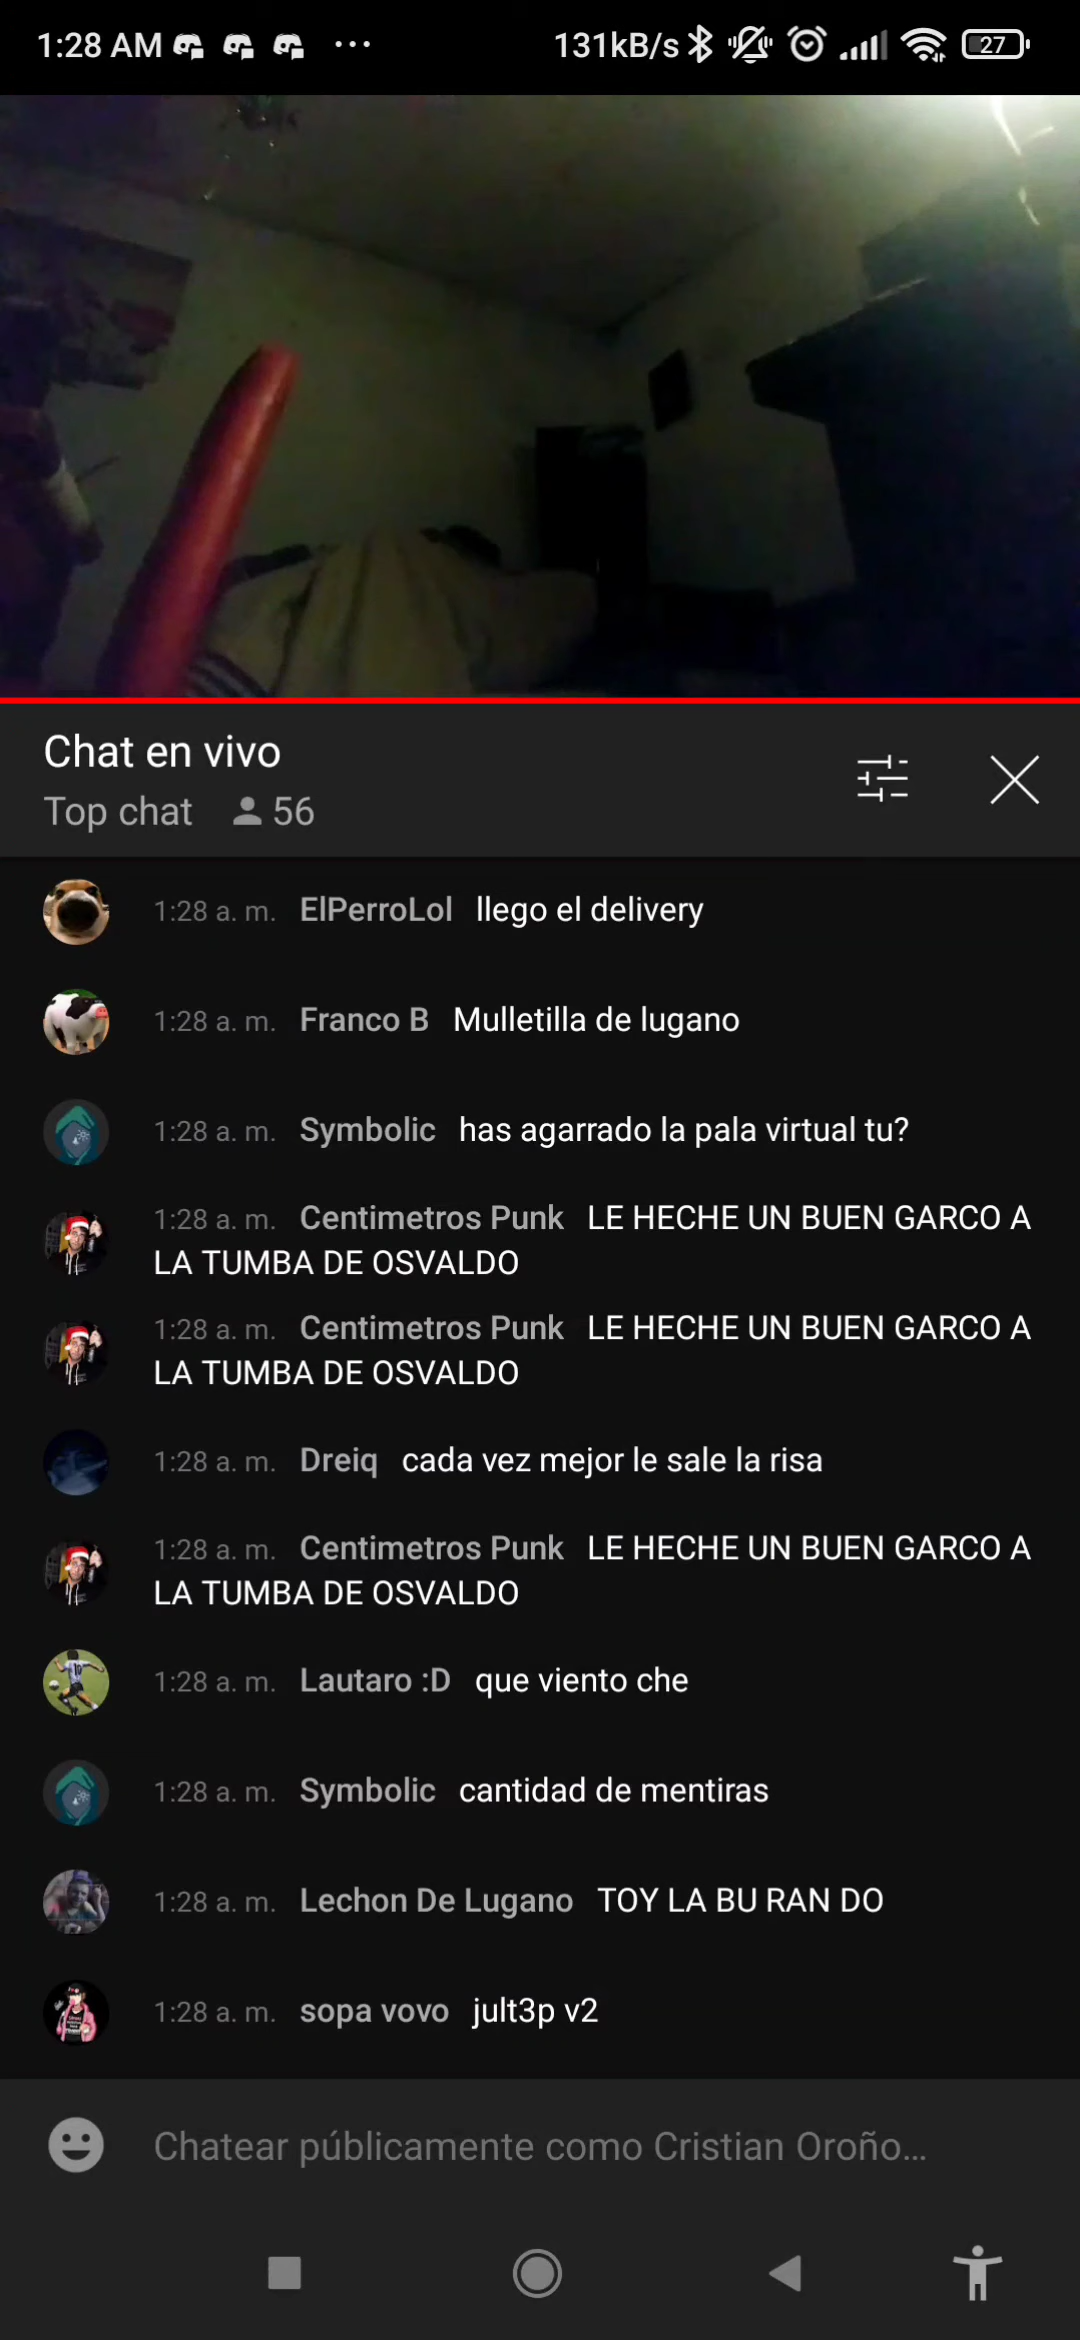 1:28 AM ... 131kB/s 27
Chat en vivo
Top chat 56
1:28 a. m. ElPerroLol llego el delivery
1:28 a. m. Franco B Mulletilla de lugano
1:28 a. m. Symbolic has agarrado la pala virtual tu?
1:28 a. m. Centimetros Punk LE HECHE UN BUEN GARCO A
LA TUMBA DE OSVALDO
1:28 a. m. Centimetros Punk LE HECHE UN BUEN GARCO A
LA TUMBA DE OSVALDO
1:28 a. m. Dreiq cada vez mejor le sale la risa
1:28 a. m. Centimetros Punk LE HECHE UN BUEN GARCO A
LA TUMBA DE OSVALDO
1:28 a. m. Lautaro :D que viento che
1:28 a. m. Symbolic cantidad de mentiras
1:28 a. m. Lechon De Lugano TOY LA BU RAN DO
1:28 a. m. sopa vovo jult3p v2
Chatear públicamente como Cristian Oroño...